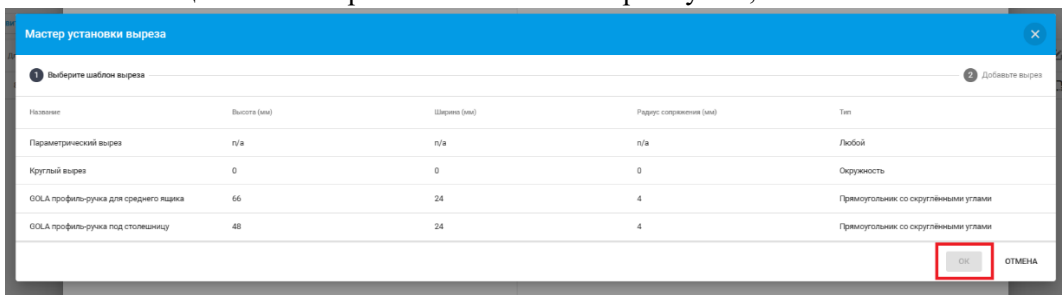 Мастер установки выреза
1 Выберите шаблон выреза 2 Добавьте вырез
Название Высота (мм) Ширина (мм) Радиус сопряжения (мм) Тип
Параметрический вырез n/a n/a n/a Любой
Круглый вырез 0 0 0 Окружность
GOLA профиль-ручка для среднего ящика 66 24 4 Прямоугольник со скруглёнными углами
GOLA профиль-ручка под столешницу 48 24 4 Прямоугольник со скруглёнными углами
ОК ОТМЕНА